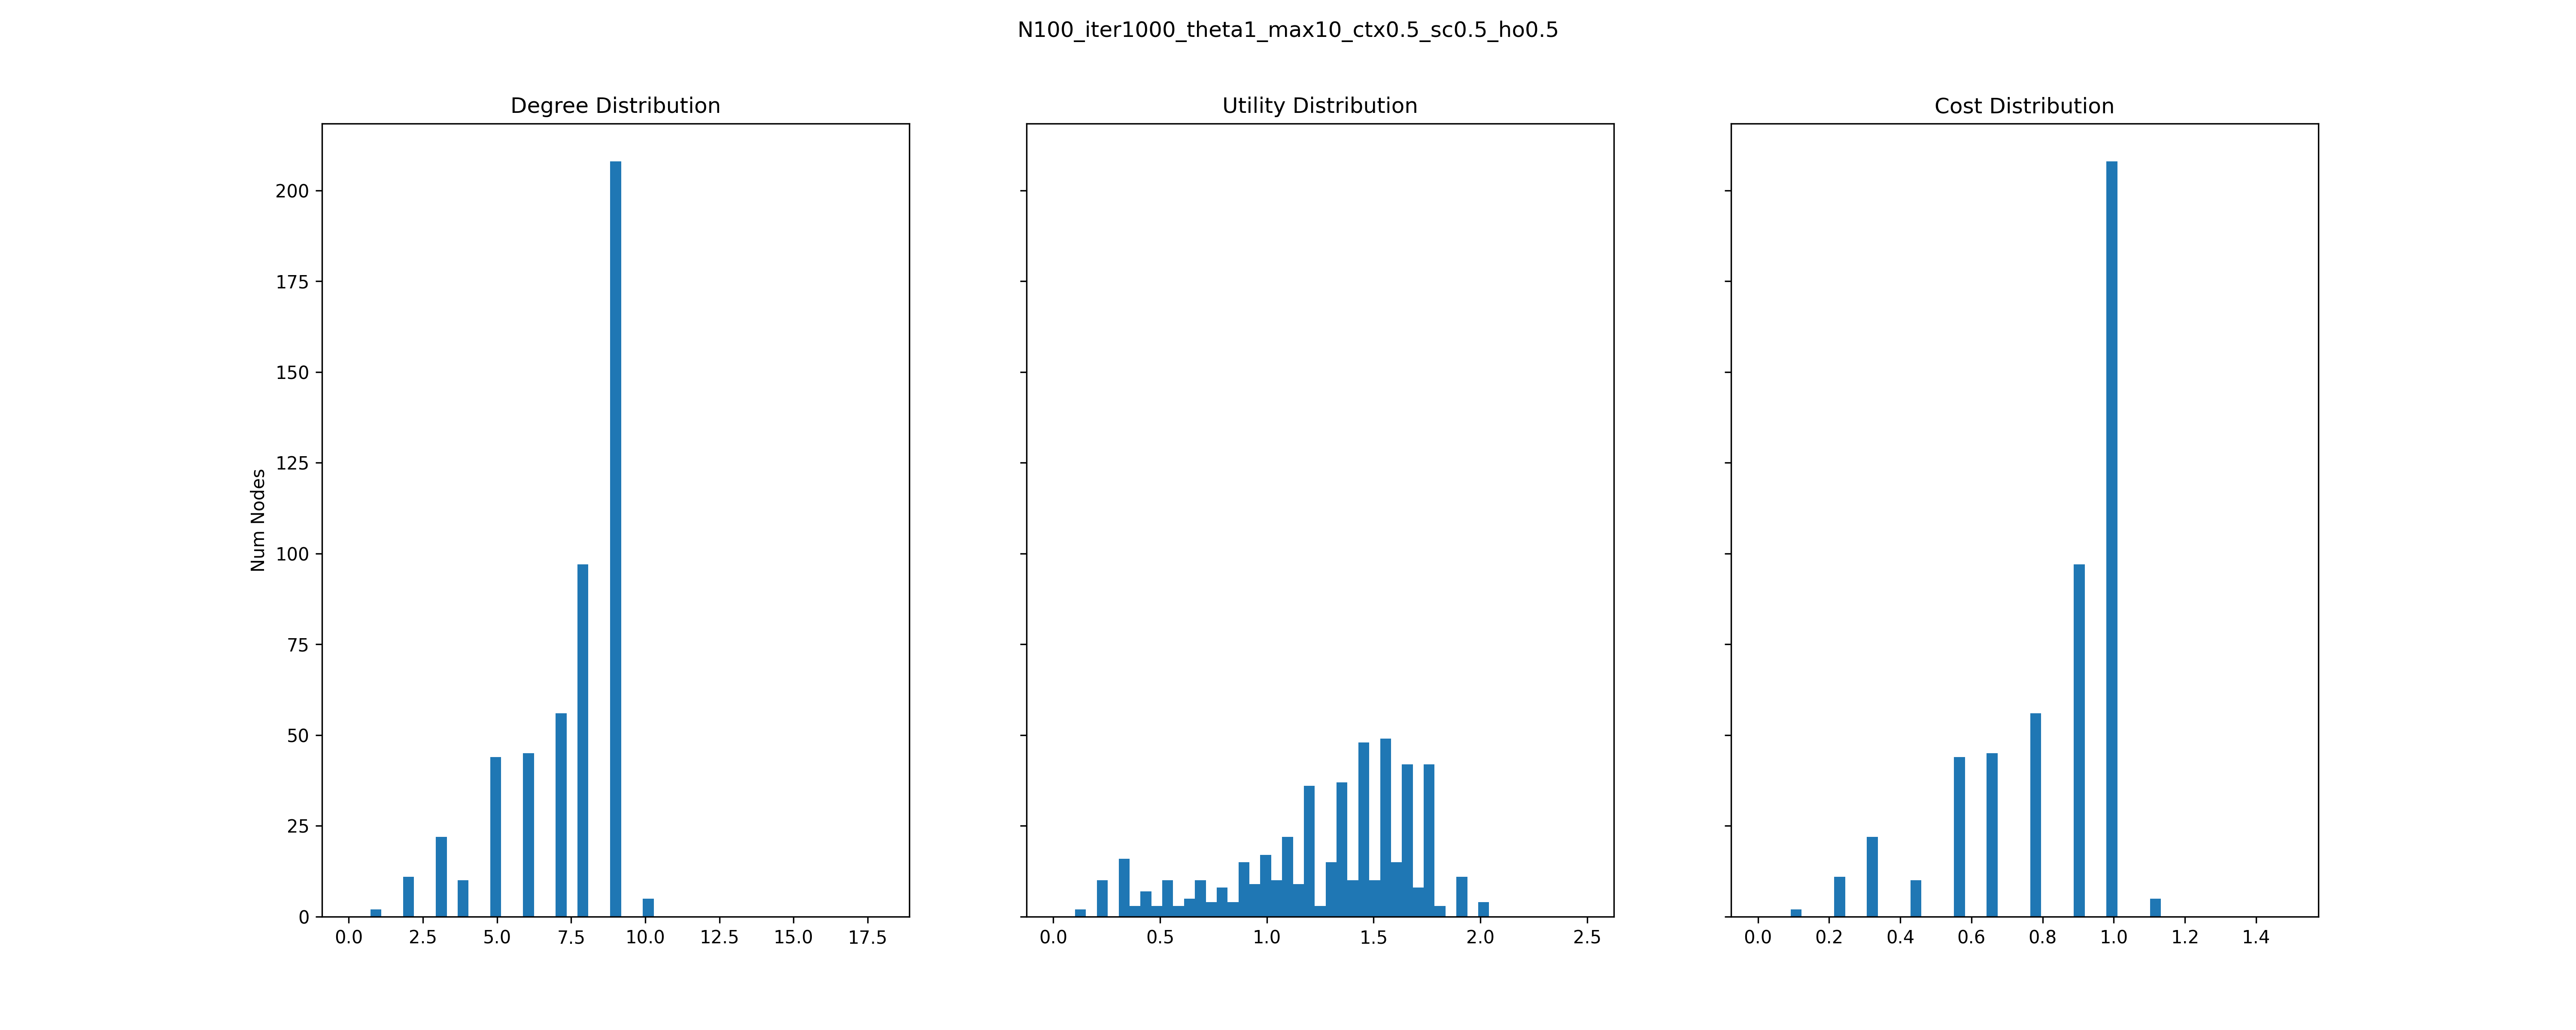 N100_iter1000_theta1_max10_ctx0.5_sc0.5_ho0.5
Degree Distribution
Utility Distribution
Cost Distribution
Num Nodes
200
175
150
125
100
75
50
25
0
0.0 2.5 5.0 7.5 10.0 12.5 15.0 17.5
0.0 0.5 1.0 1.5 2.0 2.5
0.0 0.2 0.4 0.6 0.8 1.0 1.2 1.4